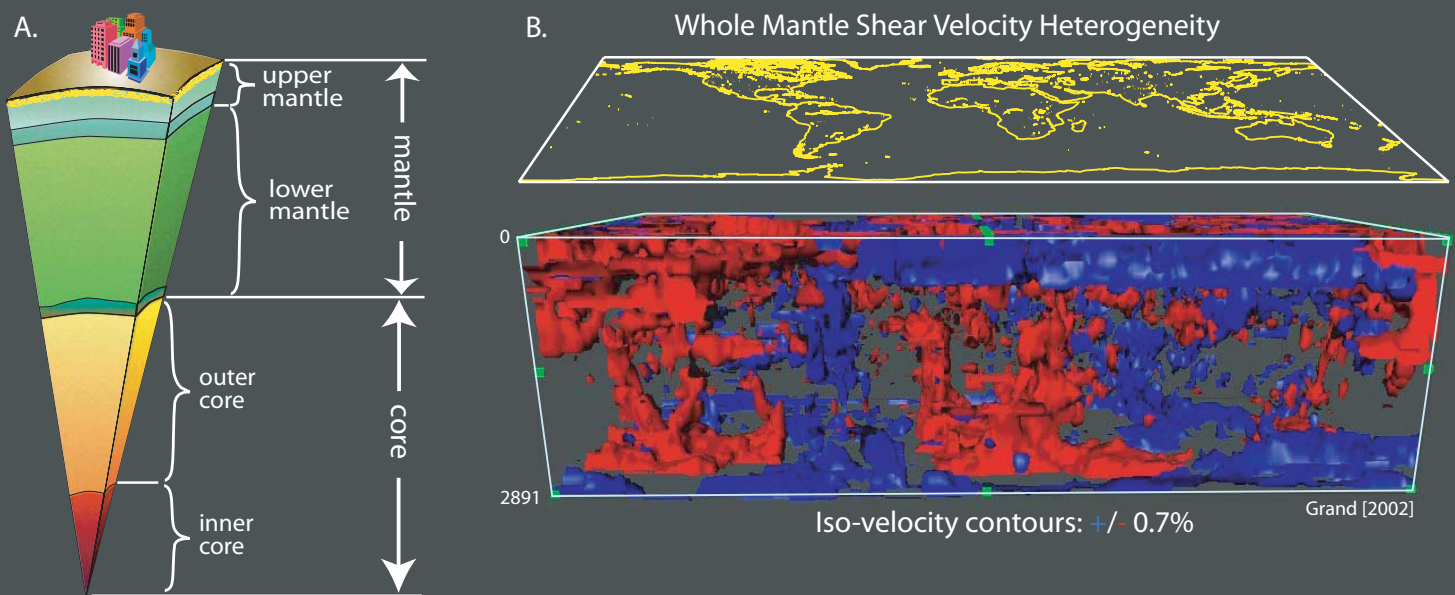 A.
upper
mantle
lower
mantle
mantle
outer
core
core
inner
core
B.
Whole Mantle Shear Velocity Heterogeneity
0
2891
Grand [2002]
Iso-velocity contours: +/- 0.7%